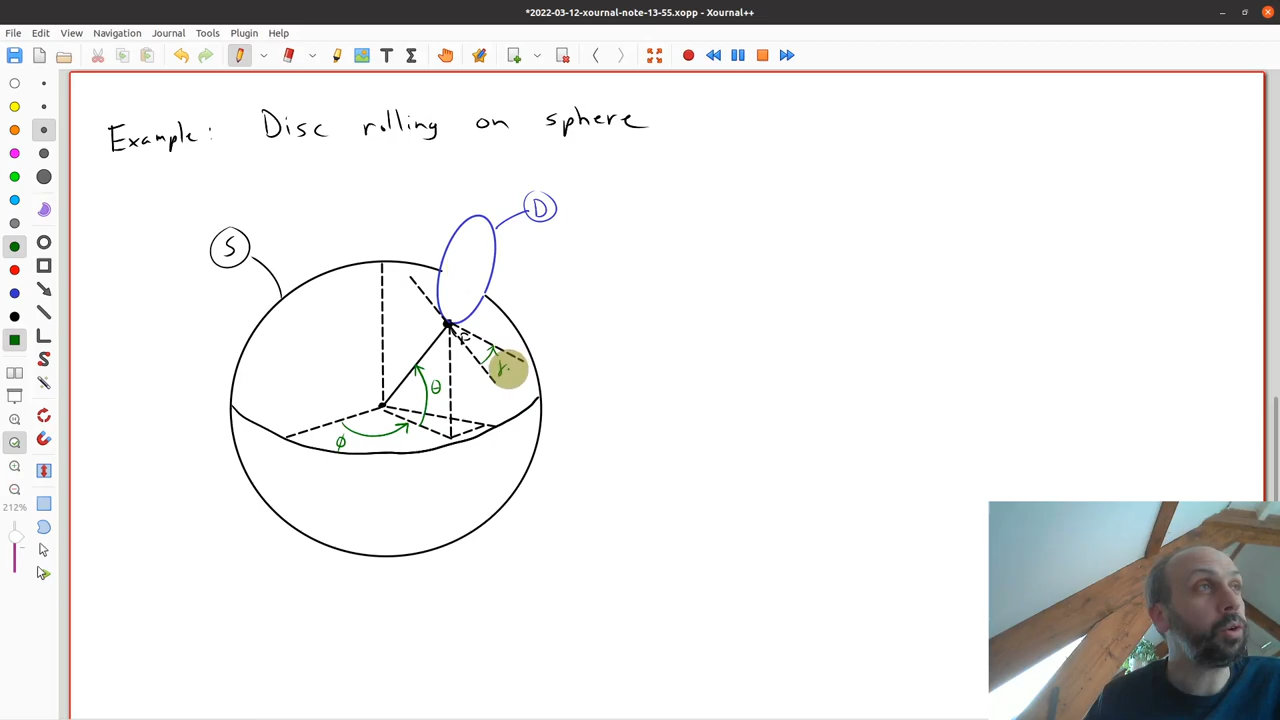 *2022-03-12-xournal-note-13-55.xopp - Xournal++
File Edit View Navigation Journal Tools Plugin Help
Example: Disc rolling on sphere
D
S
θ
ϕ
212%